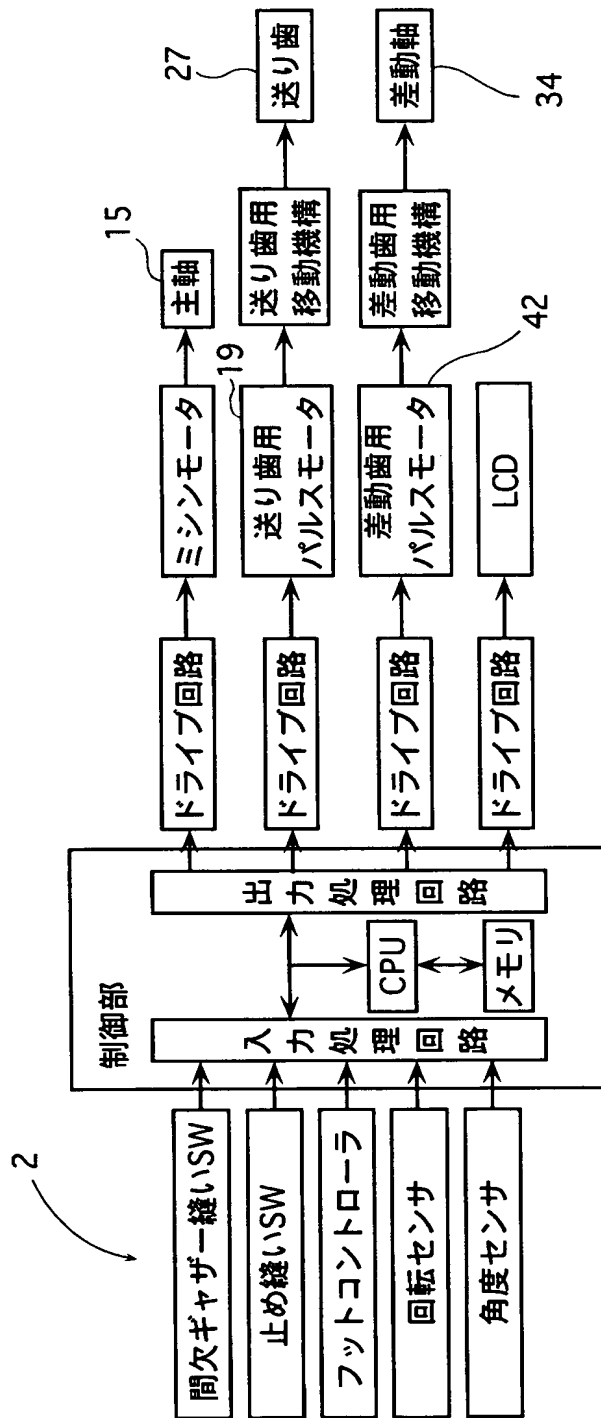 2
間欠ギャザー縫いSW
止め縫いSW
フットコントローラ
回転センサ
角度センサ
制御部
入力処理回路
CPU
メモリ
出力処理回路
ドライブ回路
ミシンモータ
主軸
15
ドライブ回路
送り歯用
パルスモータ
19
送り歯用
移動機構
送り歯
27
ドライブ回路
差動歯用
パルスモータ
42
差動歯用
移動機構
差動軸
34
ドライブ回路
LCD